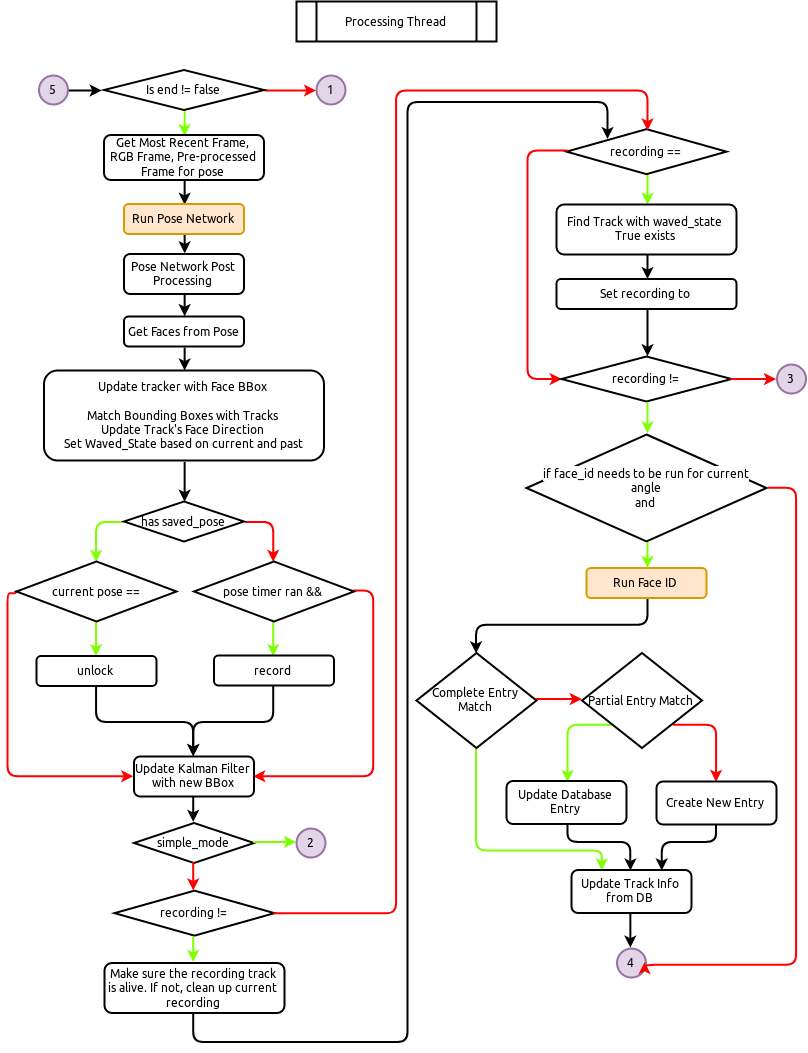 Processing Thread
5
Is end != false
1
Get Most Recent Frame,
RGB Frame, Pre-processed
Frame for pose
Run Pose Network
Pose Network Post
Processing
Get Faces from Pose
Update tracker with Face BBox
Match Bounding Boxes with Tracks
Update Track's Face Direction
Set Waved_State based on current and past
has saved_pose
current pose ==
pose timer ran &&
unlock
record
Update Kalman Filter
with new BBox
simple_mode
2
recording !=
Make sure the recording track
is alive. If not, clean up current
recording
recording ==
Find Track with waved_state
True exists
Set recording to
recording !=
3
if face_id needs to be run for current
angle
and
Run Face ID
Complete Entry
Match
Partial Entry Match
Update Database
Entry
Create New Entry
Update Track Info
from DB
4